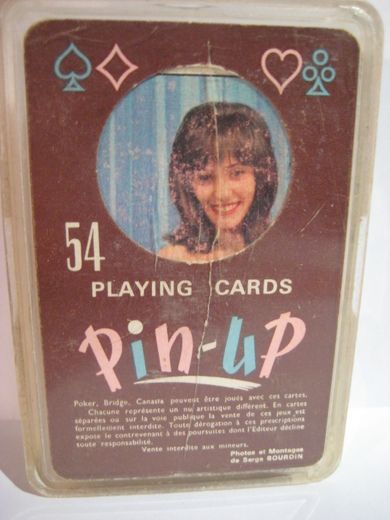 54
PLAYING CARDS
Pin-uP
Poker, Bridge, Canasta peuvent être joués avec ces cartes.
Chacune représente un nu artistique différent. En cartes
séparées ou sur la voie publique la vente de ces jeux est
formellement interdite. Toute dérogation à ces prescriptions
expose le contrevenant à des poursuites dont l'Editeur décline
toute responsabilité.
Vente interdite aux mineurs.
Photos et Montages
de Serge BOURDIN